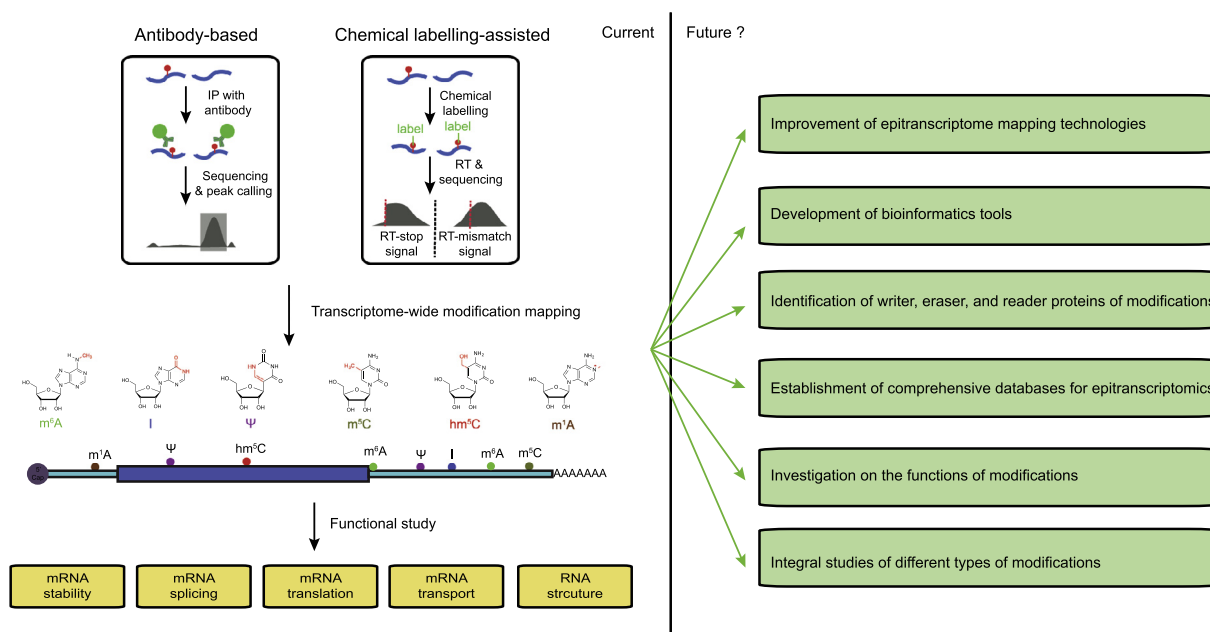 Antibody-based
Chemical labelling-assisted
Current
Future ?
IP with
antibody
Sequencing
& peak calling
Chemical
labelling
label
label
RT &
sequencing
RT-stop
signal
RT-mismatch
signal
Transcriptome-wide modification mapping
m⁶A
I
Ψ
m⁵C
hm⁵C
m¹A
m¹A
Ψ
hm⁵C
m⁶A
Ψ
I
m⁶A
m⁵C
5'
Cap
AAAAAAA
Functional study
mRNA
stability
mRNA
splicing
mRNA
translation
mRNA
transport
RNA
strcuture
Improvement of epitranscriptome mapping technologies
Development of bioinformatics tools
Identification of writer, eraser, and reader proteins of modifications
Establishment of comprehensive databases for epitranscriptomics
Investigation on the functions of modifications
Integral studies of different types of modifications